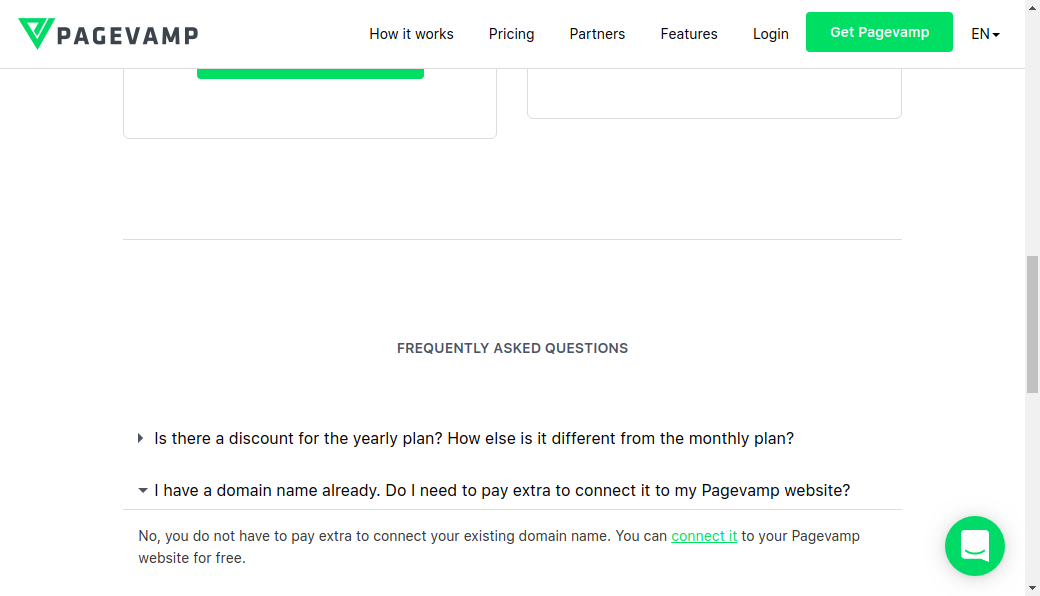 PAGEVAMP
How it works
Pricing
Partners
Features
Login
Get Pagevamp
EN
FREQUENTLY ASKED QUESTIONS
Is there a discount for the yearly plan? How else is it different from the monthly plan?
I have a domain name already. Do I need to pay extra to connect it to my Pagevamp website?
No, you do not have to pay extra to connect your existing domain name. You can connect it to your Pagevamp
website for free.